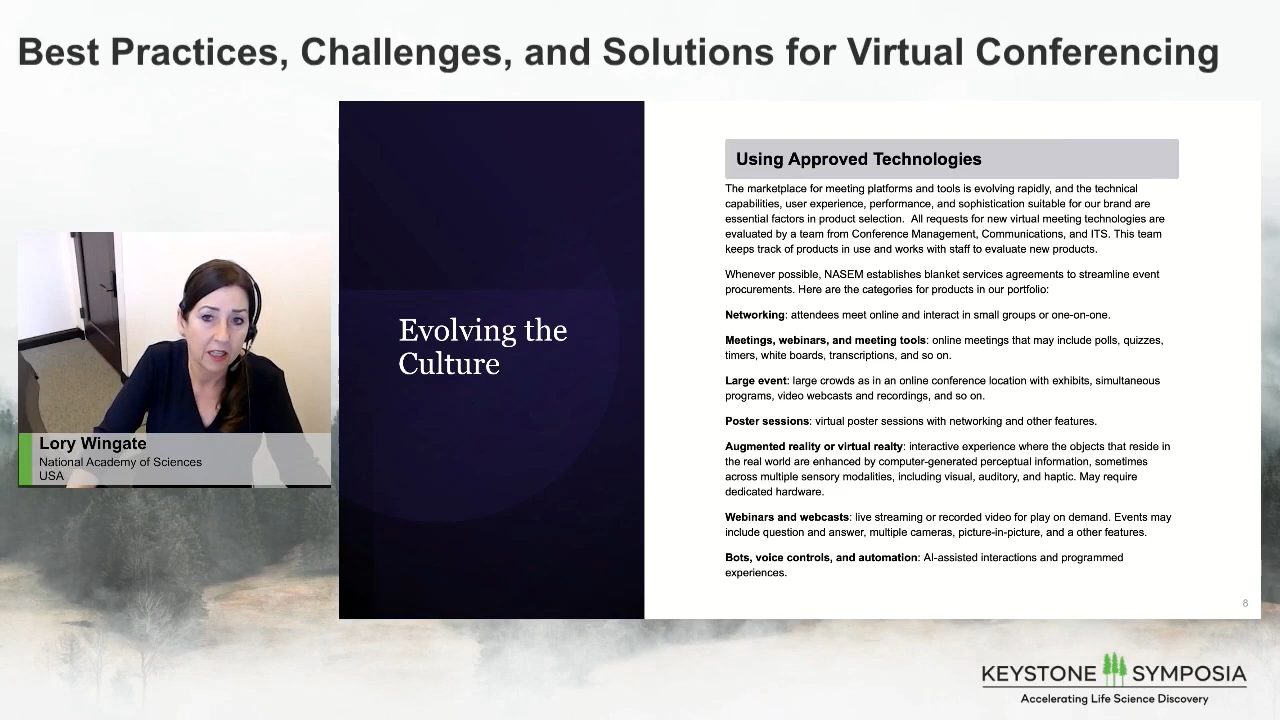 Best Practices, Challenges, and Solutions for Virtual Conferencing
Lory Wingate
National Academy of Sciences
USA
Evolving the
Culture
Using Approved Technologies
The marketplace for meeting platforms and tools is evolving rapidly, and the technical
capabilities, user experience, performance, and sophistication suitable for our brand are
essential factors in product selection.  All requests for new virtual meeting technologies are
evaluated by a team from Conference Management, Communications, and ITS. This team
keeps track of products in use and works with staff to evaluate new products.
Whenever possible, NASEM establishes blanket services agreements to streamline event
procurements. Here are the categories for products in our portfolio:
Networking: attendees meet online and interact in small groups or one-on-one.
Meetings, webinars, and meeting tools: online meetings that may include polls, quizzes,
timers, white boards, transcriptions, and so on.
Large event: large crowds as in an online conference location with exhibits, simultaneous
programs, video webcasts and recordings, and so on.
Poster sessions: virtual poster sessions with networking and other features.
Augmented reality or virtual realty: interactive experience where the objects that reside in
the real world are enhanced by computer-generated perceptual information, sometimes
across multiple sensory modalities, including visual, auditory, and haptic. May require
dedicated hardware.
Webinars and webcasts: live streaming or recorded video for play on demand. Events may
include question and answer, multiple cameras, picture-in-picture, and a other features.
Bots, voice controls, and automation: AI-assisted interactions and programmed
experiences.
8
KEYSTONE SYMPOSIA
Accelerating Life Science Discovery